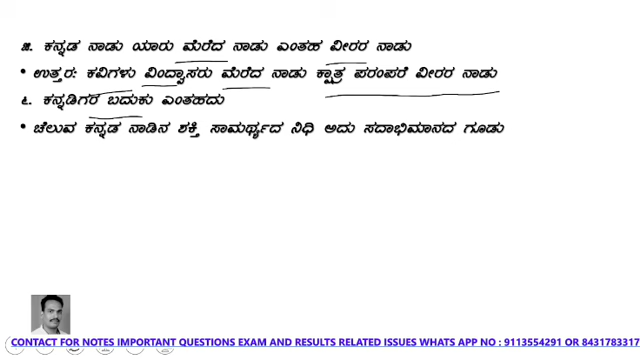 ೫. ಕನ್ನಡ ನಾಡು ಯಾರು ಮೆರೆದ ನಾಡು ಎಂತಹ ವೀರರ ನಾಡು
• ಉತ್ತರ: ಕವಿಗಳು ವಿಂದ್ವಾಸರು ಮೆರೆದ ನಾಡು ಕ್ಷಾತ್ರ ಪರಂಪರೆ ವೀರರ ನಾಡು
೬. ಕನ್ನಡಿಗರ ಬದುಕು ಎಂತಹದು
• ಚೆಲುವ ಕನ್ನಡ ನಾಡಿನ ಶಕ್ತಿ ಸಾಮರ್ಥ್ಯದ ನಿಧಿ ಅದು ಸದಾಭಿಮಾನದ ಗೂಡು
CONTACT FOR NOTES IMPORTANT QUESTIONS EXAM AND RESULTS RELATED ISSUES WHATS APP NO : 9113554291 OR 8431783317